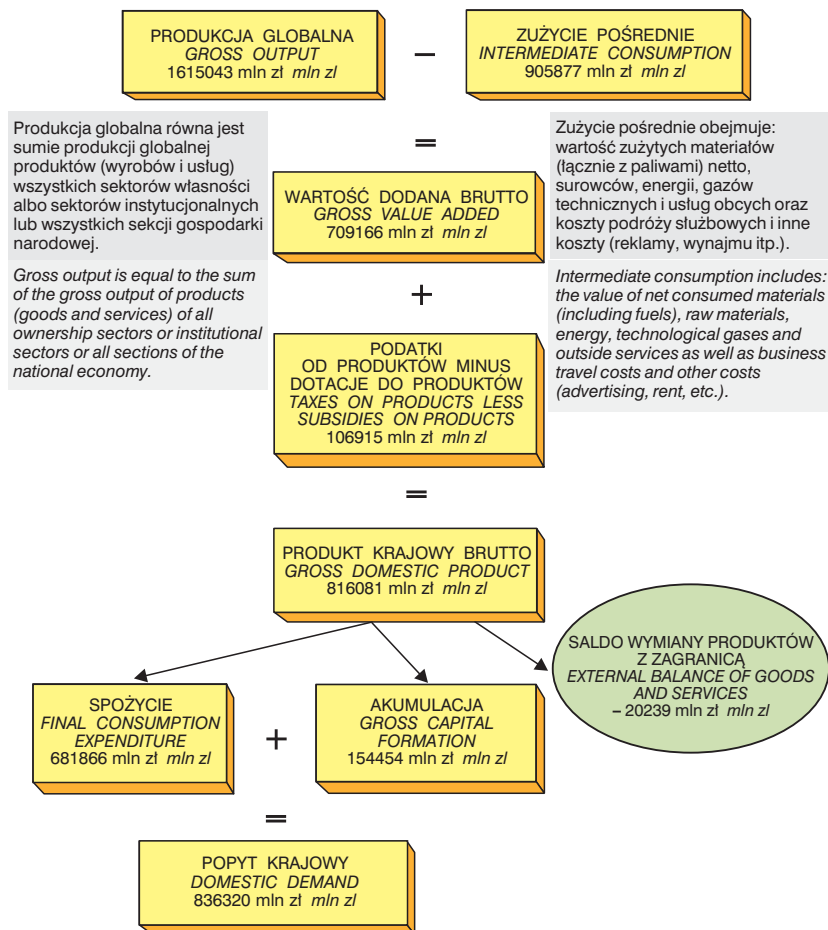 PRODUKCJA GLOBALNA
GROSS OUTPUT
1615043 mln zł mln zl
–
ZUŻYCIE POŚREDNIE
INTERMEDIATE CONSUMPTION
905877 mln zł mln zl
Produkcja globalna równa jest
sumie produkcji globalnej
produktów (wyrobów i usług)
wszystkich sektorów własności
albo sektorów instytucjonalnych
lub wszystkich sekcji gospodarki
narodowej.
Gross output is equal to the sum
of the gross output of products
(goods and services) of all
ownership sectors or institutional
sectors or all sections of the
national economy.
=
WARTOŚĆ DODANA BRUTTO
GROSS VALUE ADDED
709166 mln zł mln zl
Zużycie pośrednie obejmuje:
wartość zużytych materiałów
(łącznie z paliwami) netto,
surowców, energii, gazów
technicznych i usług obcych oraz
koszty podróży służbowych i inne
koszty (reklamy, wynajmu itp.).
Intermediate consumption includes:
the value of net consumed materials
(including fuels), raw materials,
energy, technological gases and
outside services as well as business
travel costs and other costs
(advertising, rent, etc.).
+
PODATKI
OD PRODUKTÓW MINUS
DOTACJE DO PRODUKTÓW
TAXES ON PRODUCTS LESS
SUBSIDIES ON PRODUCTS
106915 mln zł mln zl
=
PRODUKT KRAJOWY BRUTTO
GROSS DOMESTIC PRODUCT
816081 mln zł mln zl
SALDO WYMIANY PRODUKTÓW
Z ZAGRANICĄ
EXTERNAL BALANCE OF GOODS
AND SERVICES
– 20239 mln zł mln zl
SPOŻYCIE
FINAL CONSUMPTION
EXPENDITURE
681866 mln zł mln zl
+
AKUMULACJA
GROSS CAPITAL
FORMATION
154454 mln zł mln zl
=
POPYT KRAJOWY
DOMESTIC DEMAND
836320 mln zł mln zl